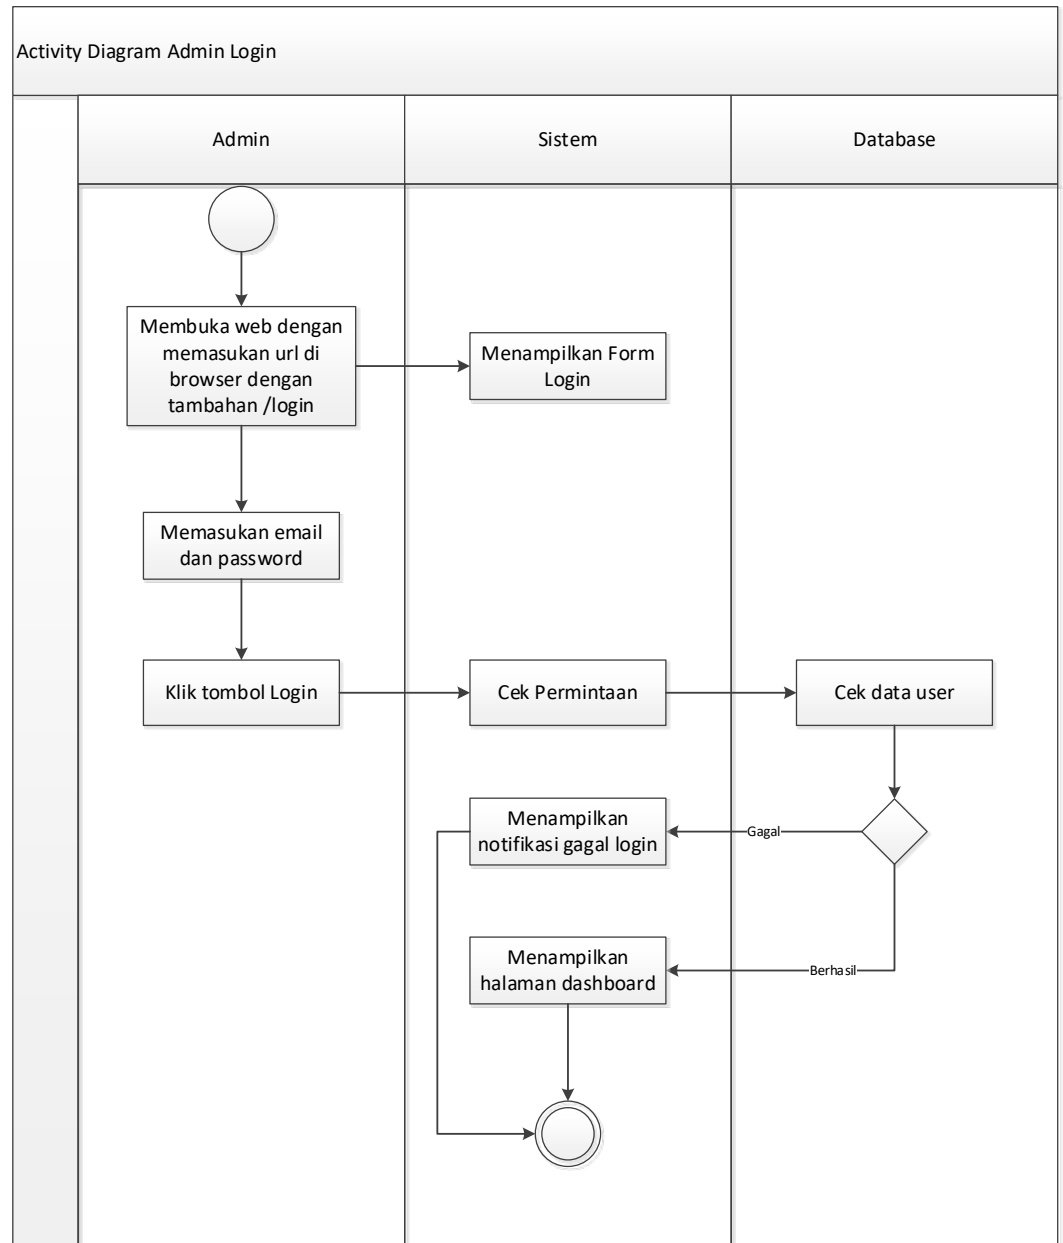 Activity Diagram Admin Login
Admin
Sistem
Database
Membuka web dengan
memasukan url di
browser dengan
tambahan /login
Menampilkan Form
Login
Memasukan email
dan password
Klik tombol Login
Cek Permintaan
Cek data user
Menampilkan
notifikasi gagal login
Gagal
Menampilkan
halaman dashboard
Berhasil